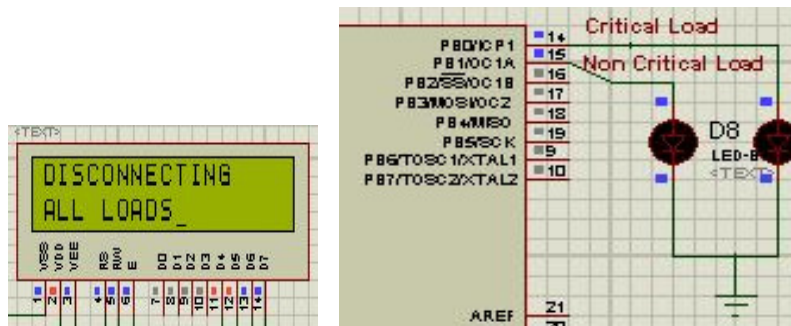 <TEXT>
DISCONNECTING
ALL LOADS_
VSS VDD VEE RS RW E D0 D1 D2 D3 D4 D5 D6 D7
1 2 3 4 5 6 7 8 9 10 11 12 13 14
PB0/ICP1 14 Critical Load
PB1/OC1A 15 Non Critical Load
PB2/SS/OC1B 16
PB3/MOSI/OC2 17
PB4/MISO 18
PB5/SCK 19
PB6/TOSC1/XTAL1 9
PB7/TOSC2/XTAL2 10
D8
<TEXT>
AREF 21